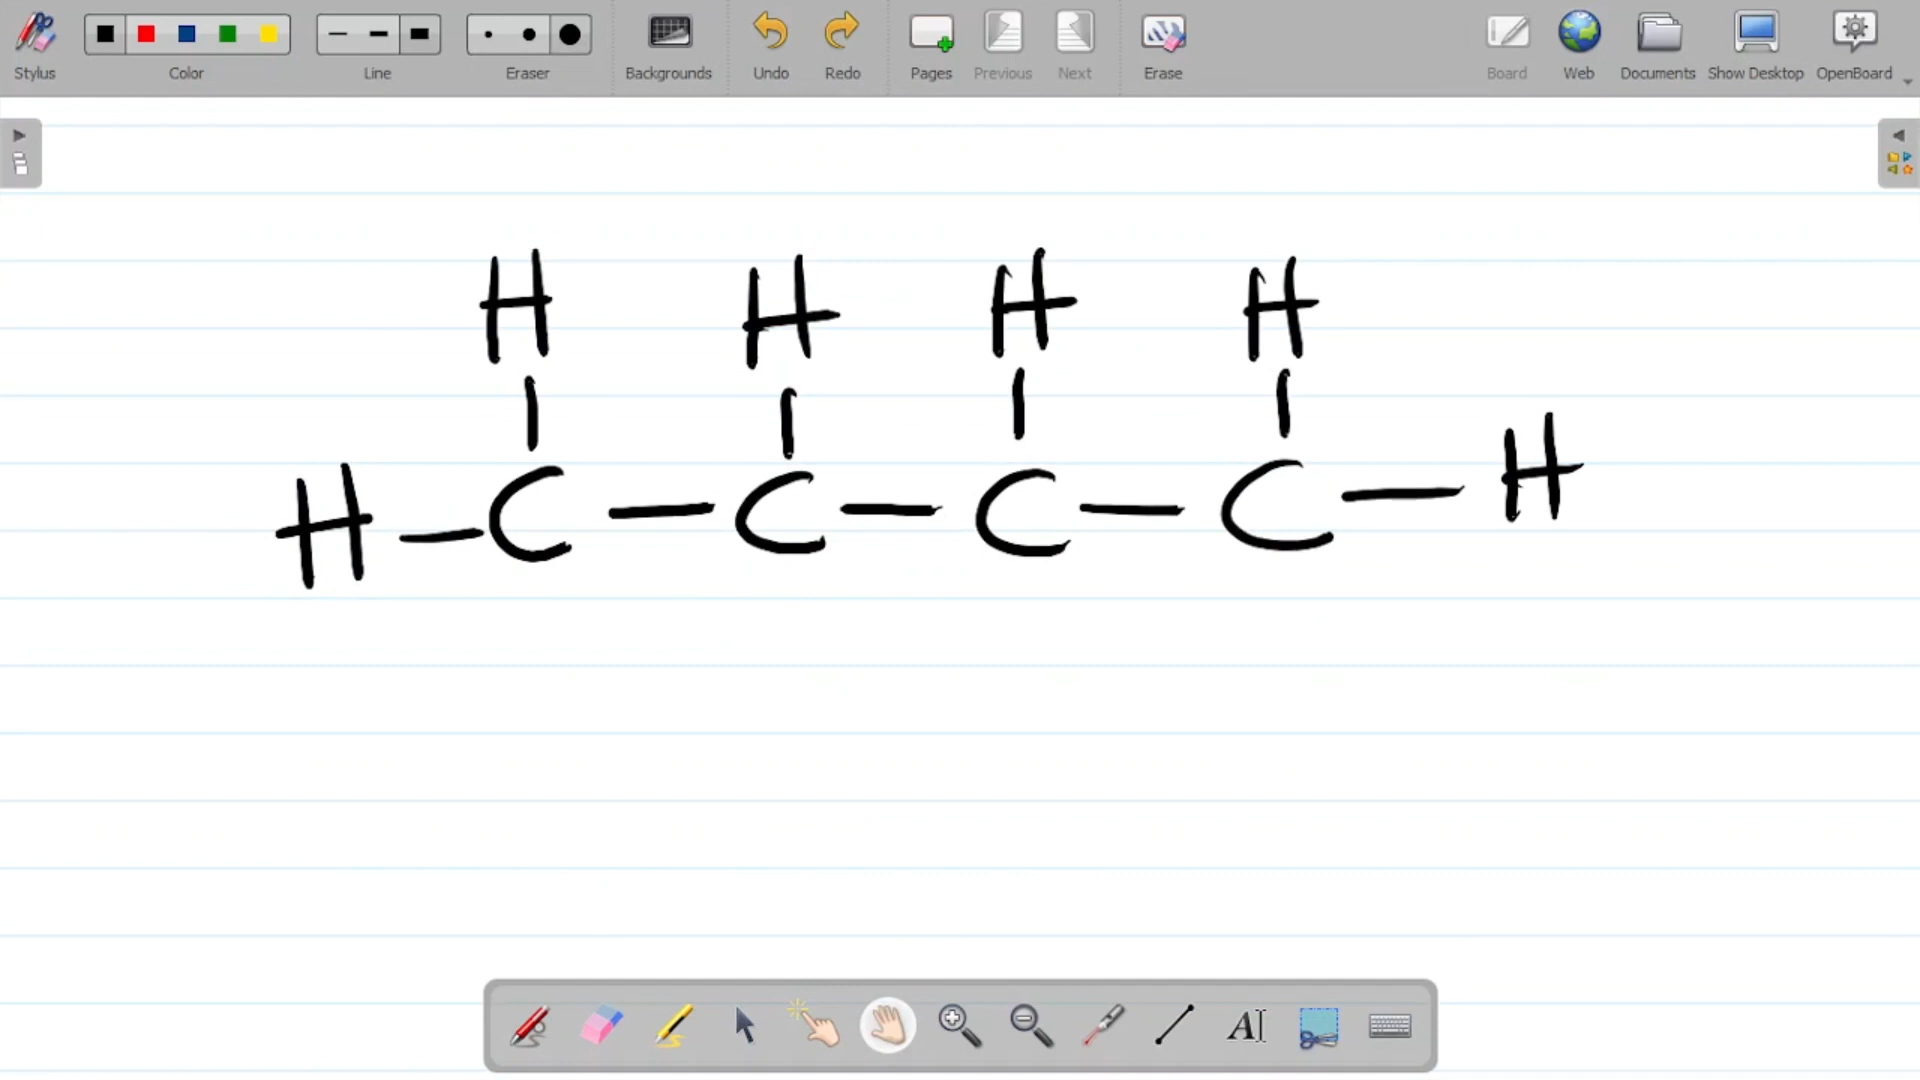 Stylus Color Line Eraser Backgrounds Undo Redo Pages Previous Next Erase Board Web Documents Show Desktop OpenBoard
H H H H
H – C – C – C – C – H